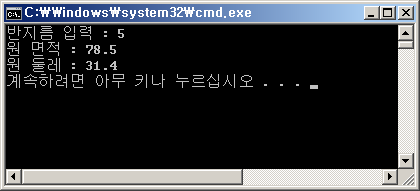 C:\Windows\system32\cmd.exe
반지름 입력 : 5
원 면적 : 78.5
원 둘레 : 31.4
계속하려면 아무 키나 누르십시오 . . .